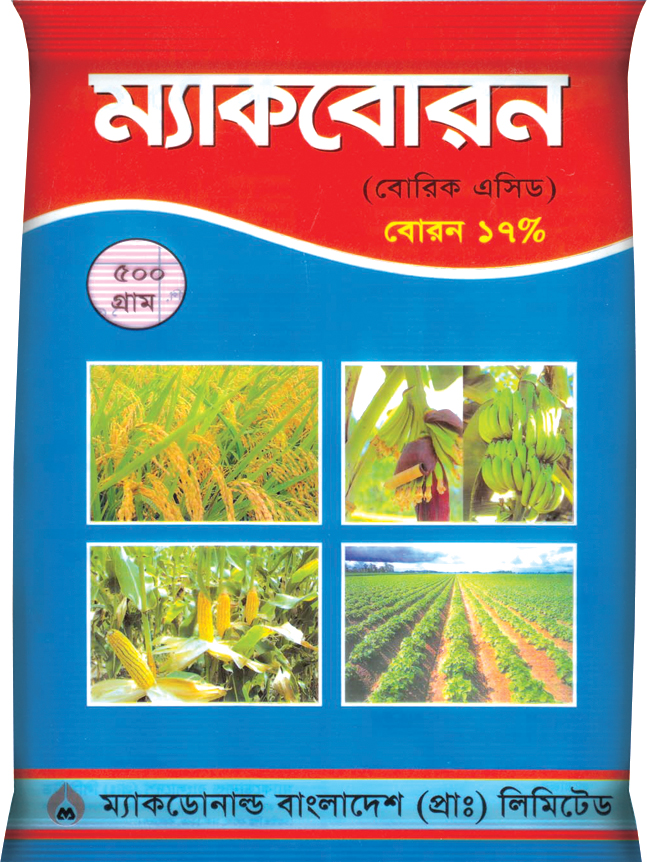 ম্যাকবোরন
(বোরিক এসিড)
বোরন ১৭%
৫০০
গ্রাম
ম্যাকডোনাল্ড বাংলাদেশ (প্রাঃ) লিমিটেড